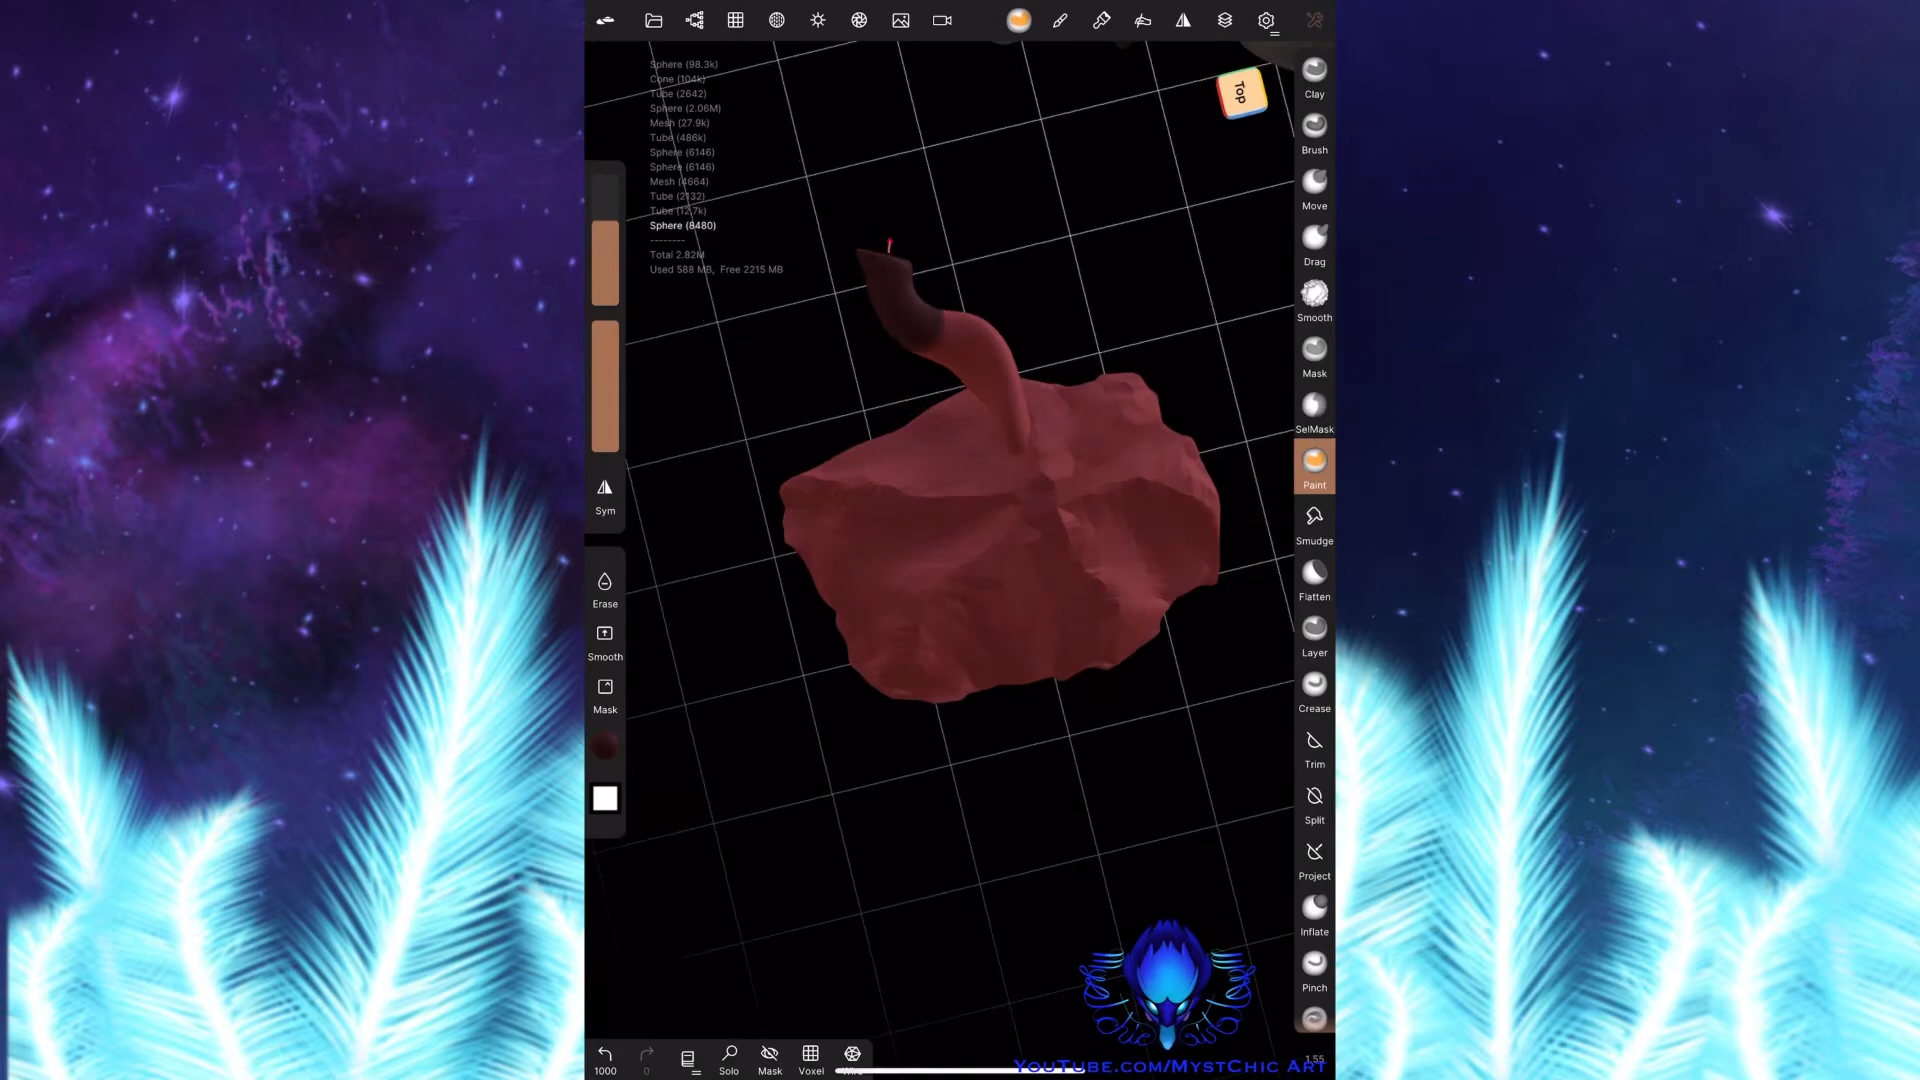 Sphere (98.3k)
Cone (104k)
Tube (2642)
Sphere (2.06M)
Mesh (27.9k)
Tube (486k)
Sphere (6146)
Sphere (6146)
Mesh (4664)
Tube (2132)
Tube (12.7k)
Sphere (8480)
--------
Total 2.82M
Used 588 MB, Free 2215 MB
Top
Sym
Erase
Smooth
Mask
Clay
Brush
Move
Drag
Smooth
Mask
SelMask
Paint
Smudge
Flatten
Layer
Crease
Trim
Split
Project
Inflate
Pinch
1000
0
Solo
Mask
Voxel
1.55
YouTube.com/MystChic Art